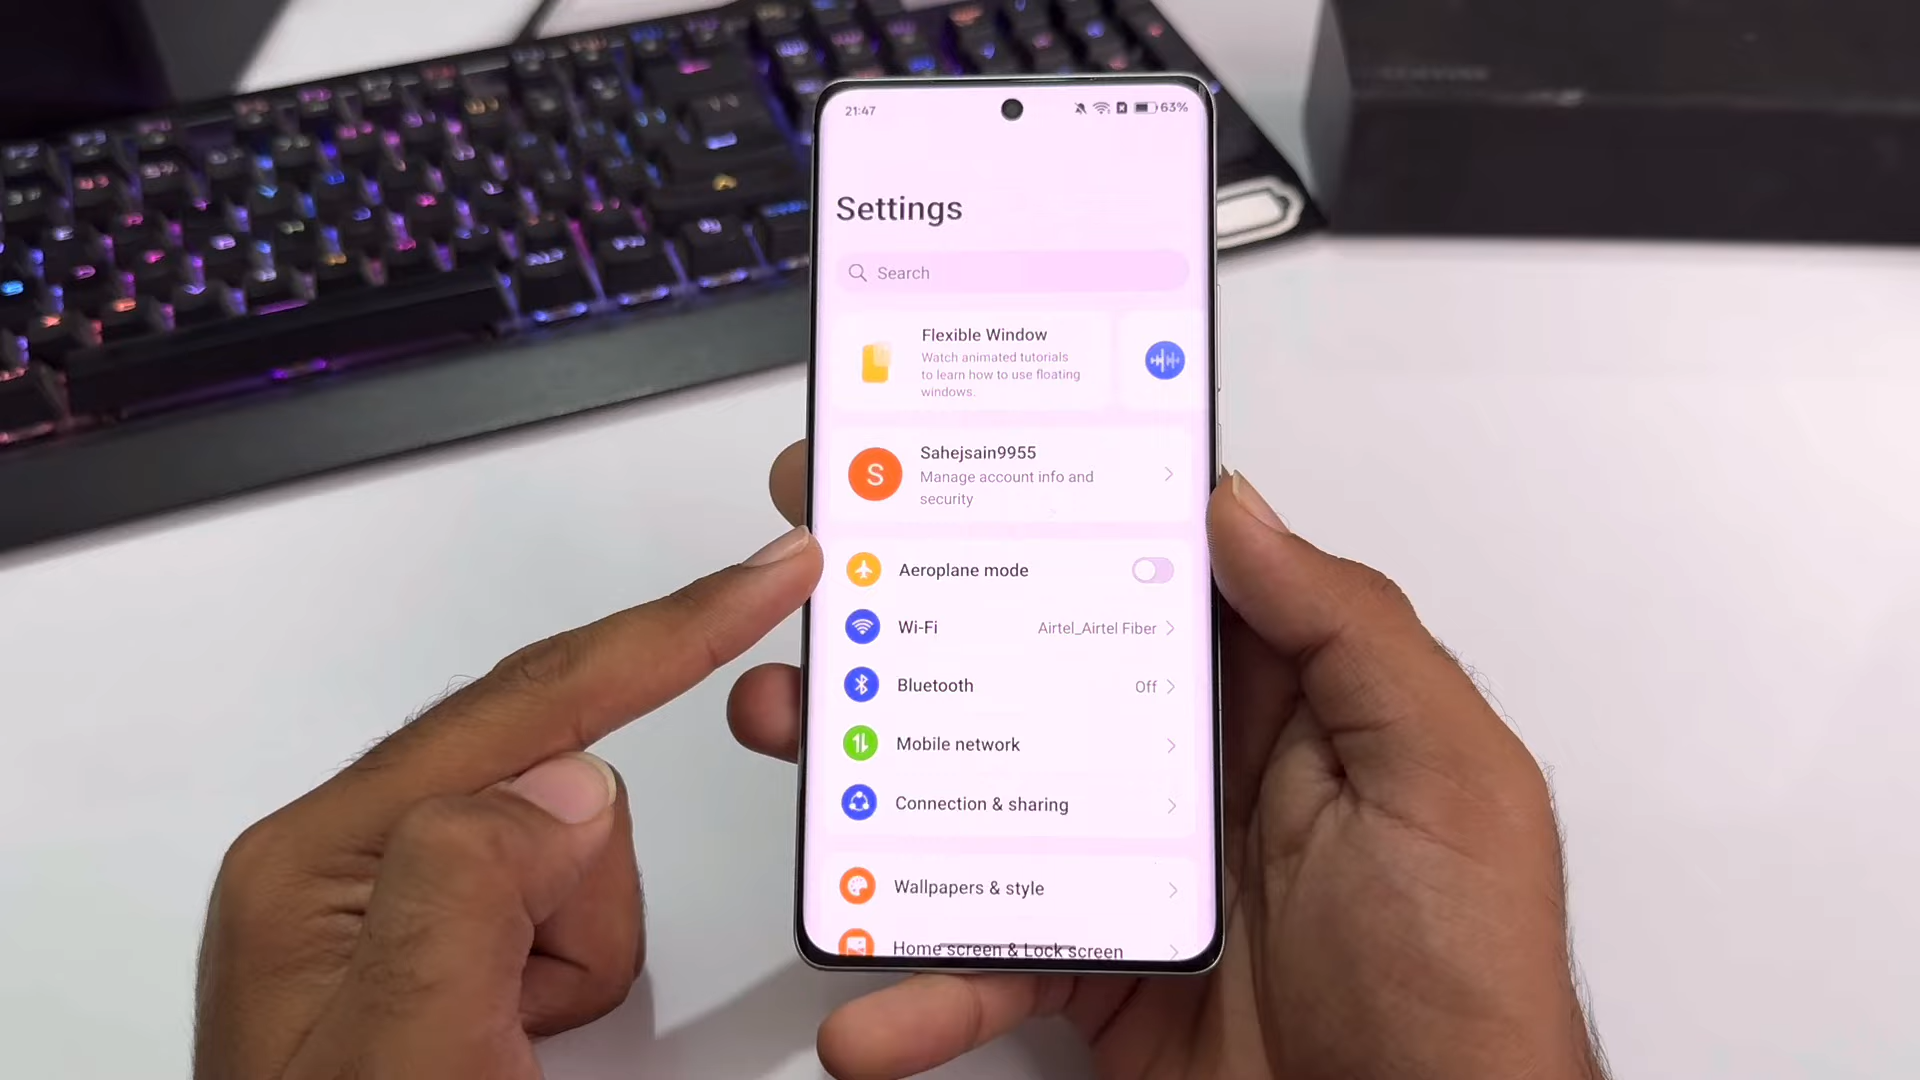 21:47
63%
Settings
Search
Flexible Window
Watch animated tutorials
to learn how to use floating
windows.
S
Sahejsain9955
Manage account info and
security
Aeroplane mode
Wi-Fi
Airtel_Airtel Fiber
Bluetooth
Off
Mobile network
Connection & sharing
Wallpapers & style
Home screen & Lock screen